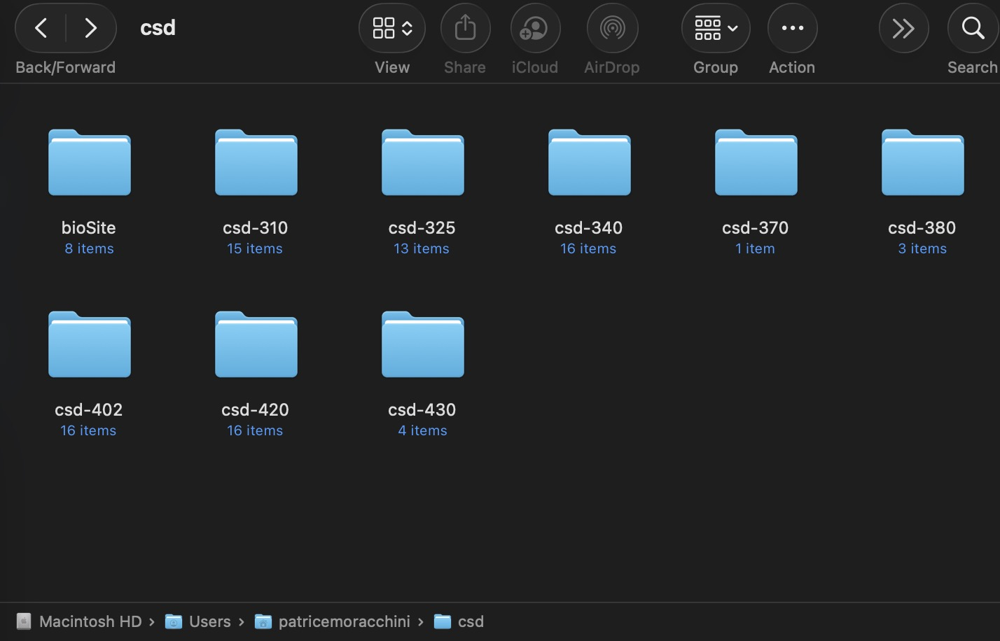 csd
Back/Forward
View
Share
iCloud
AirDrop
Group
Action
Search
bioSite
8 items
csd-310
15 items
csd-325
13 items
csd-340
16 items
csd-370
1 item
csd-380
3 items
csd-402
16 items
csd-420
16 items
csd-430
4 items
Macintosh HD › Users › patricemoracchini › csd